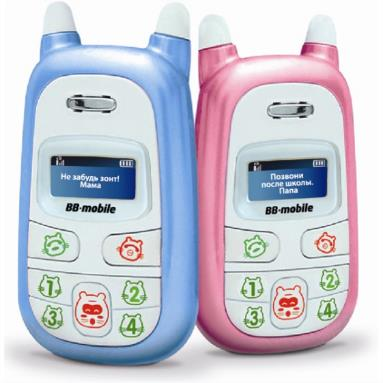 Не забудь зонт!
Мама
BB-mobile
1
2
3
4
Позвони
после школы.
Папа
BB-mobile
1
2
3
4